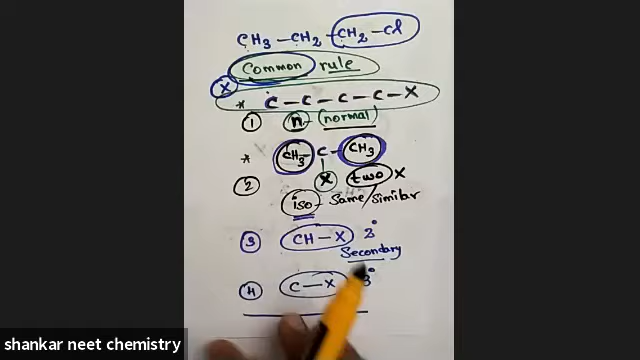 CH3 - CH2 - CH2 - Cl
Common rule
X
* C - C - C - C - X
1 n - (normal)
* CH3 - C - CH3
X two X
2
iso - Same/similar
3 CH - X 2°
Secondary
4 C - X 3°
shankar neet chemistry